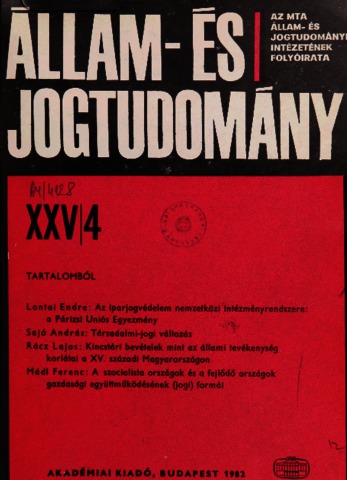 ÁLLAM- ÉS
JOGTUDOMÁNY
AZ MTA
ÁLLAM- ÉS
JOGTUDOMÁNYI
INTÉZETÉNEK
FOLYÓIRATA
XXV/4
TARTALOMBÓL
Lontai Endre: Az iparjogvédelem nemzetközi intézményrendszere:
a Párizsi Uniós Egyezmény
Sajó András: Társadalmi-jogi változás
Rácz Lajos: Kincstári bevételek mint az állami tevékenység
korlátai a XV. századi Magyarországon
Mádl Ferenc: A szocialista országok és a fejlődő országok
gazdasági együttműködésének (jogi) formái
12
AKADÉMIAI KIADÓ, BUDAPEST 1982